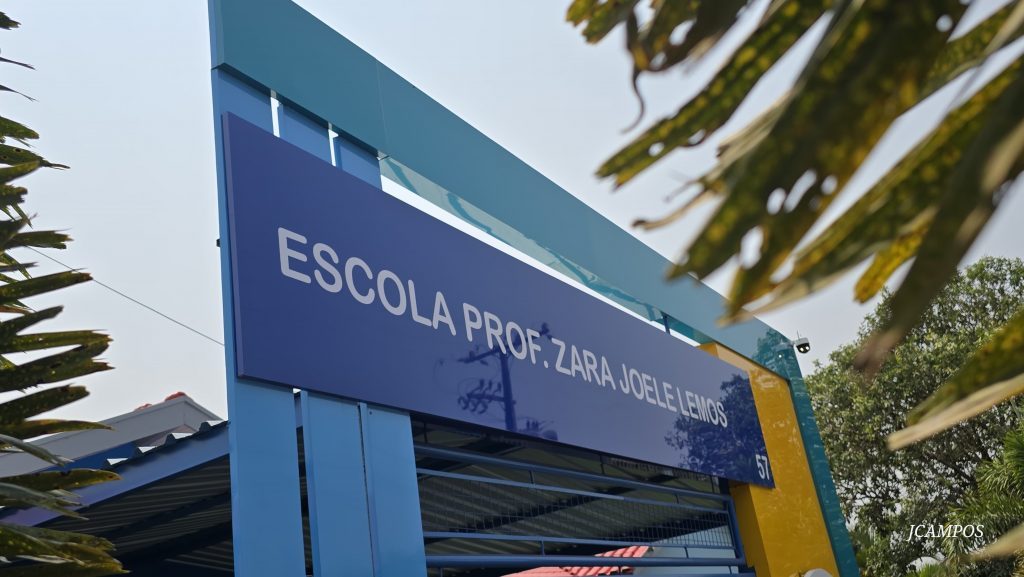 ESCOLA PROF. ZARA JOELE LEMOS
57
JCAMPOS